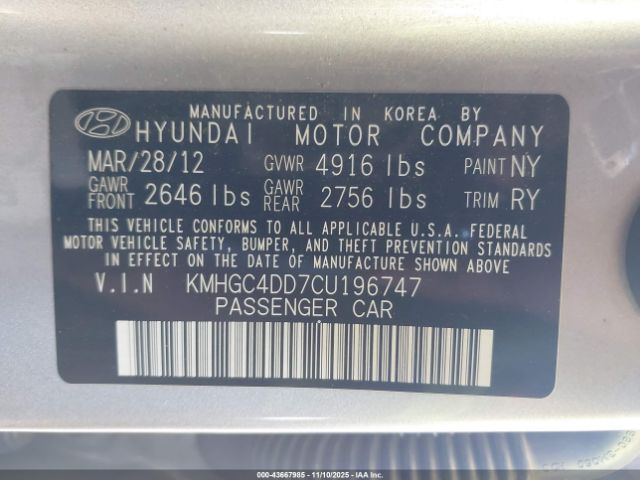 MANUFACTURED IN KOREA BY
HYUNDAI MOTOR COMPANY
MAR/28/12 GVWR 4916 lbs PAINT NY
GAWR FRONT 2646 lbs GAWR REAR 2756 lbs TRIM RY
THIS VEHICLE CONFORMS TO ALL APPLICABLE U.S.A. FEDERAL
MOTOR VEHICLE SAFETY, BUMPER, AND THEFT PREVENTION STANDARDS
IN EFFECT ON THE DATE OF MANUFACTURE SHOWN ABOVE
V.I.N KMHGC4DD7CU196747
PASSENGER CAR
000-43667985 - 11/10/2025 - IAA Inc.